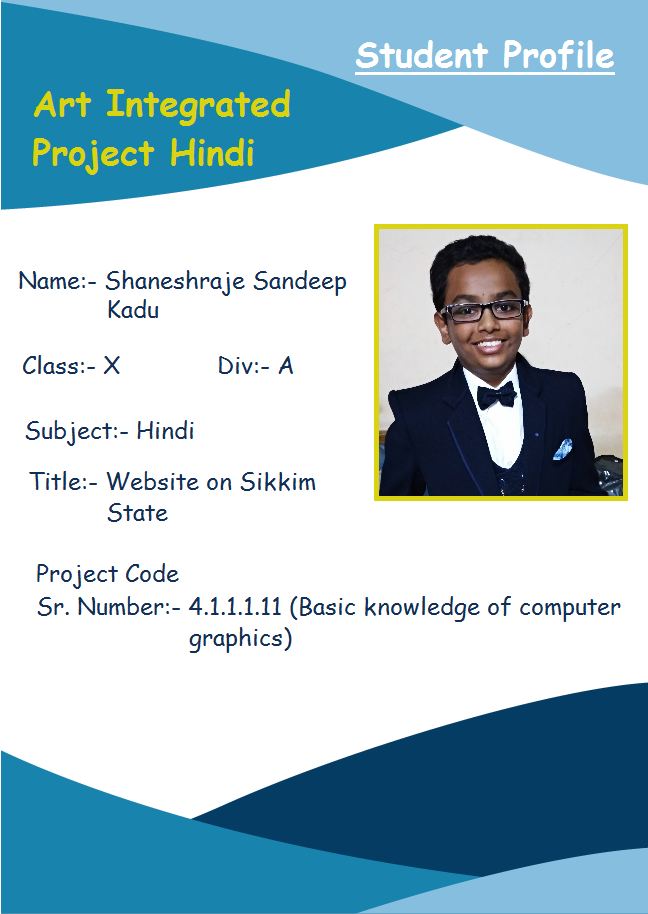 Student Profile
Art Integrated
Project Hindi
Name:- Shaneshraje Sandeep
Kadu
Class:- X Div:- A
Subject:- Hindi
Title:- Website on Sikkim
State
Project Code
Sr. Number:- 4.1.1.1.11 (Basic knowledge of computer
graphics)